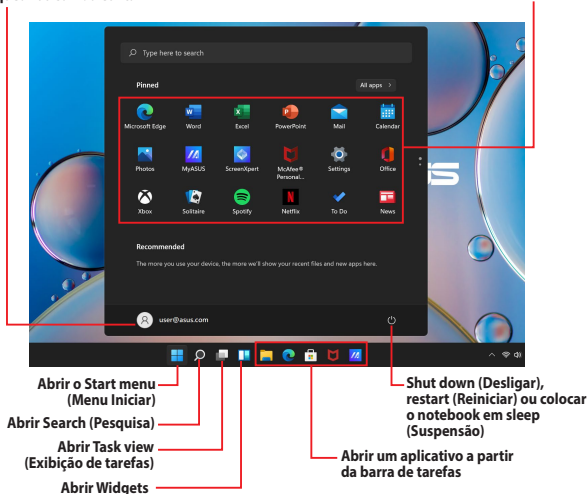 Type here to search
Pinned
All apps >
Microsoft Edge
Word
Excel
PowerPoint
Mail
Calendar
Photos
MyASUS
ScreenXpert
McAfee®
Personal...
Settings
Office
Xbox
Solitaire
Spotify
Netflix
To Do
News
Recommended
The more you use your device, the more we'll show your recent files and new apps here.
user@asus.com
Abrir o Start menu
(Menu Iniciar)
Abrir Search (Pesquisa)
Abrir Task view
(Exibição de tarefas)
Abrir Widgets
Shut down (Desligar),
restart (Reiniciar) ou colocar
o notebook em sleep
(Suspensão)
Abrir um aplicativo a partir
da barra de tarefas